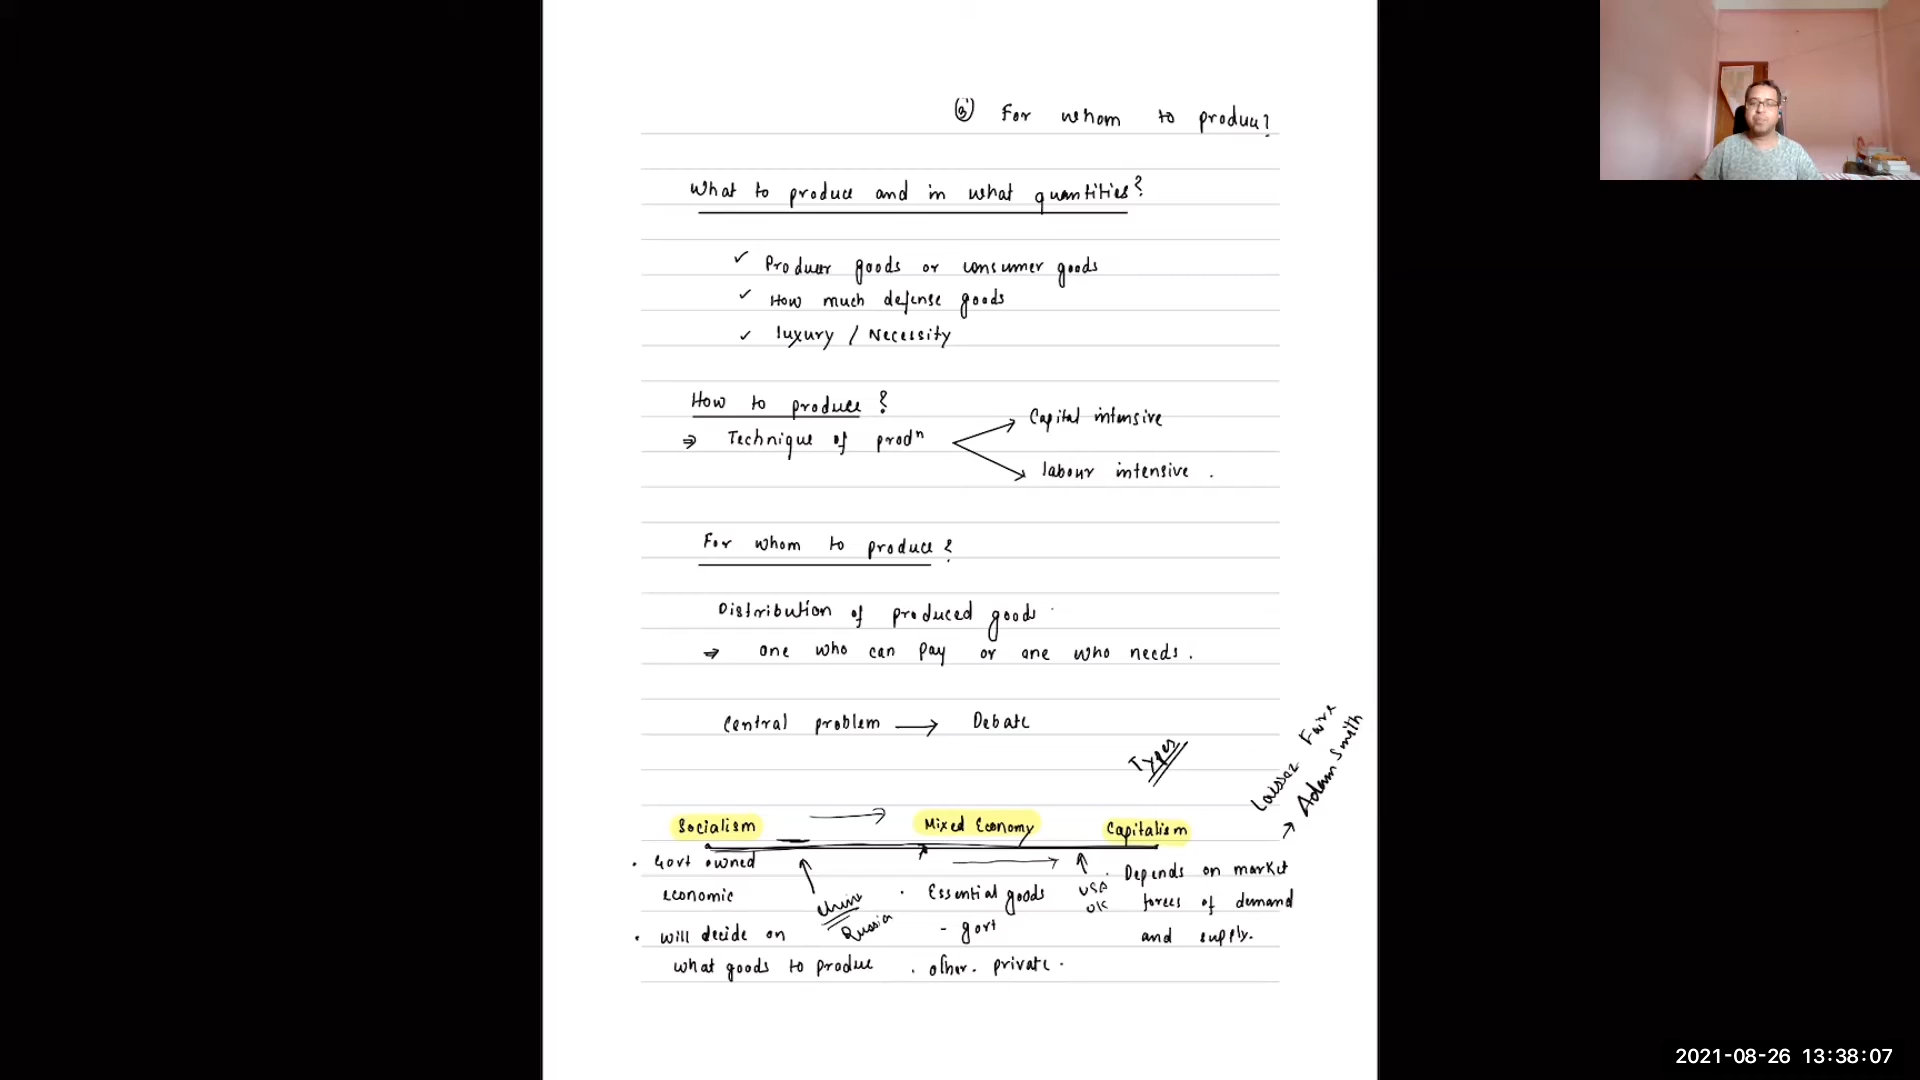 ③ For whom to produce?
What to produce and in what quantities?
✓ Producer goods or consumer goods
✓ How much defense goods
✓ luxury / Necessity
How to produce?
⇒ Technique of prodⁿ
Capital intensive
labour intensive.
For whom to produce?
Distribution of produced goods.
⇒ one who can pay or one who needs.
Central problem → Debate
Types
Laissez Faire
→ Adam Smith
Socialism → Mixed Economy Capitalism
. Govt owned
economic
. will decide on
what goods to produce
China
Russia
. Essential goods
- govt
. other. private.
USA
UK
. Depends on market
forces of demand
and supply.
2021-08-26 13:38:07